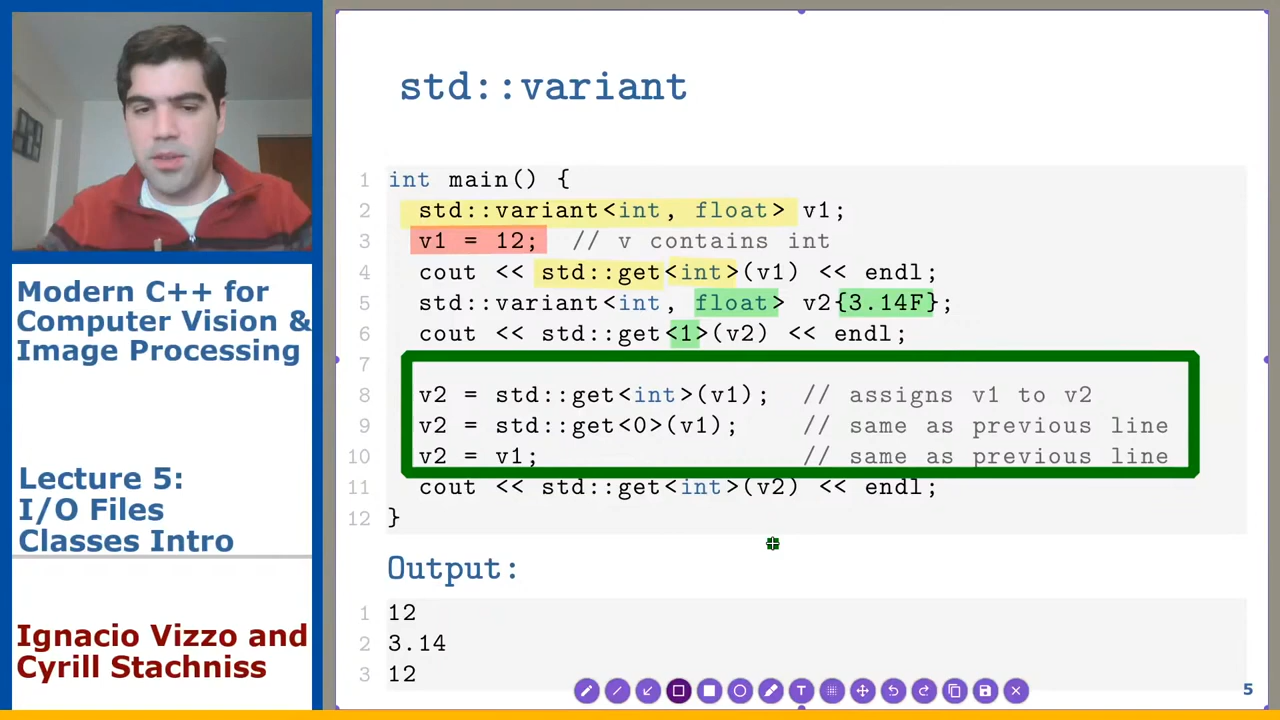 Modern C++ for
Computer Vision &
Image Processing
Lecture 5:
I/O Files
Classes Intro
Ignacio Vizzo and
Cyrill Stachniss
std::variant
1 int main() {
2 std::variant<int, float> v1;
3 v1 = 12; // v contains int
4 cout << std::get<int>(v1) << endl;
5 std::variant<int, float> v2{3.14F};
6 cout << std::get<1>(v2) << endl;
7
8 v2 = std::get<int>(v1); // assigns v1 to v2
9 v2 = std::get<0>(v1); // same as previous line
10 v2 = v1; // same as previous line
11 cout << std::get<int>(v2) << endl;
12 }
Output:
1 12
2 3.14
3 12
T
5